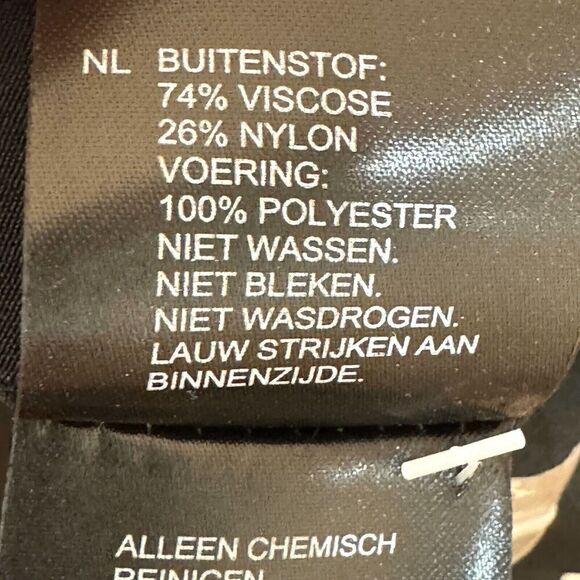 NL BUITENSTOF:
74% VISCOSE
26% NYLON
VOERING:
100% POLYESTER
NIET WASSEN.
NIET BLEKEN.
NIET WASDROGEN.
LAUW STRIJKEN AAN
BINNENZIJDE.
ALLEEN CHEMISCH
REINIGEN